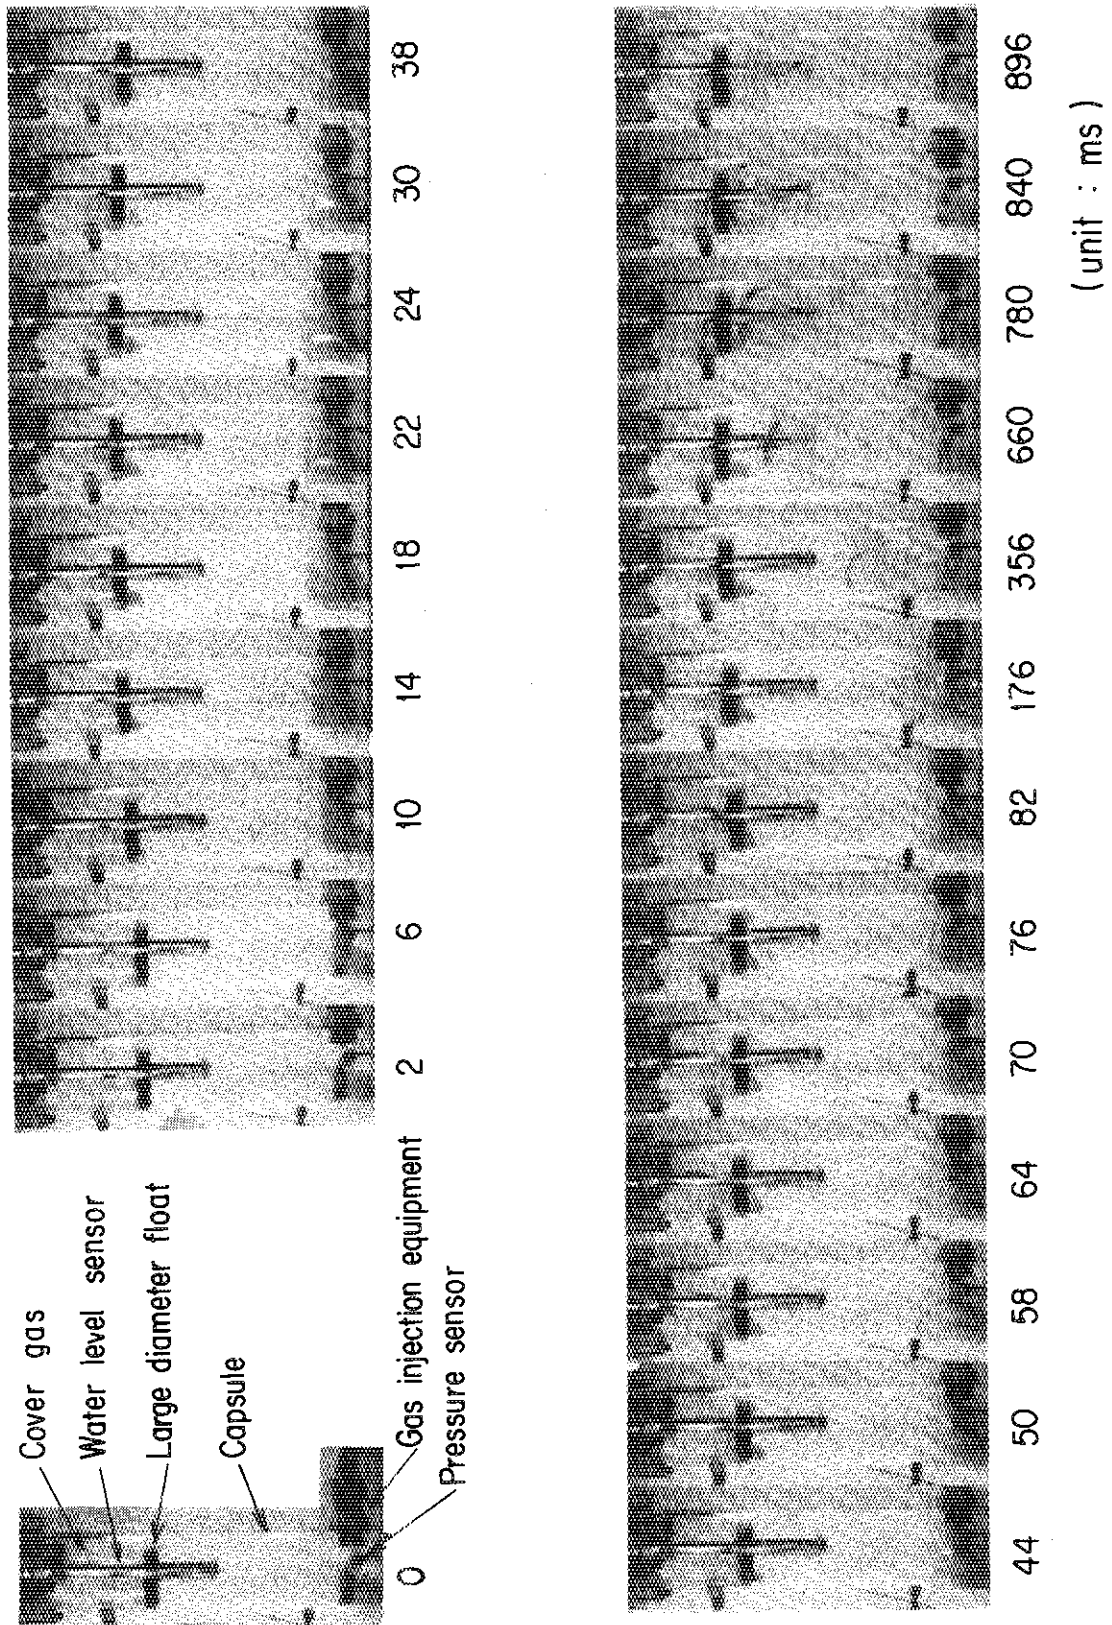 Cover gas
Water level sensor
Large diameter float
Capsule
Gas injection equipment
Pressure sensor
0 2 6 10 14 18 22 24 30 38
44 50 58 64 70 76 82 176 356 660 780 840 896
(unit : ms)